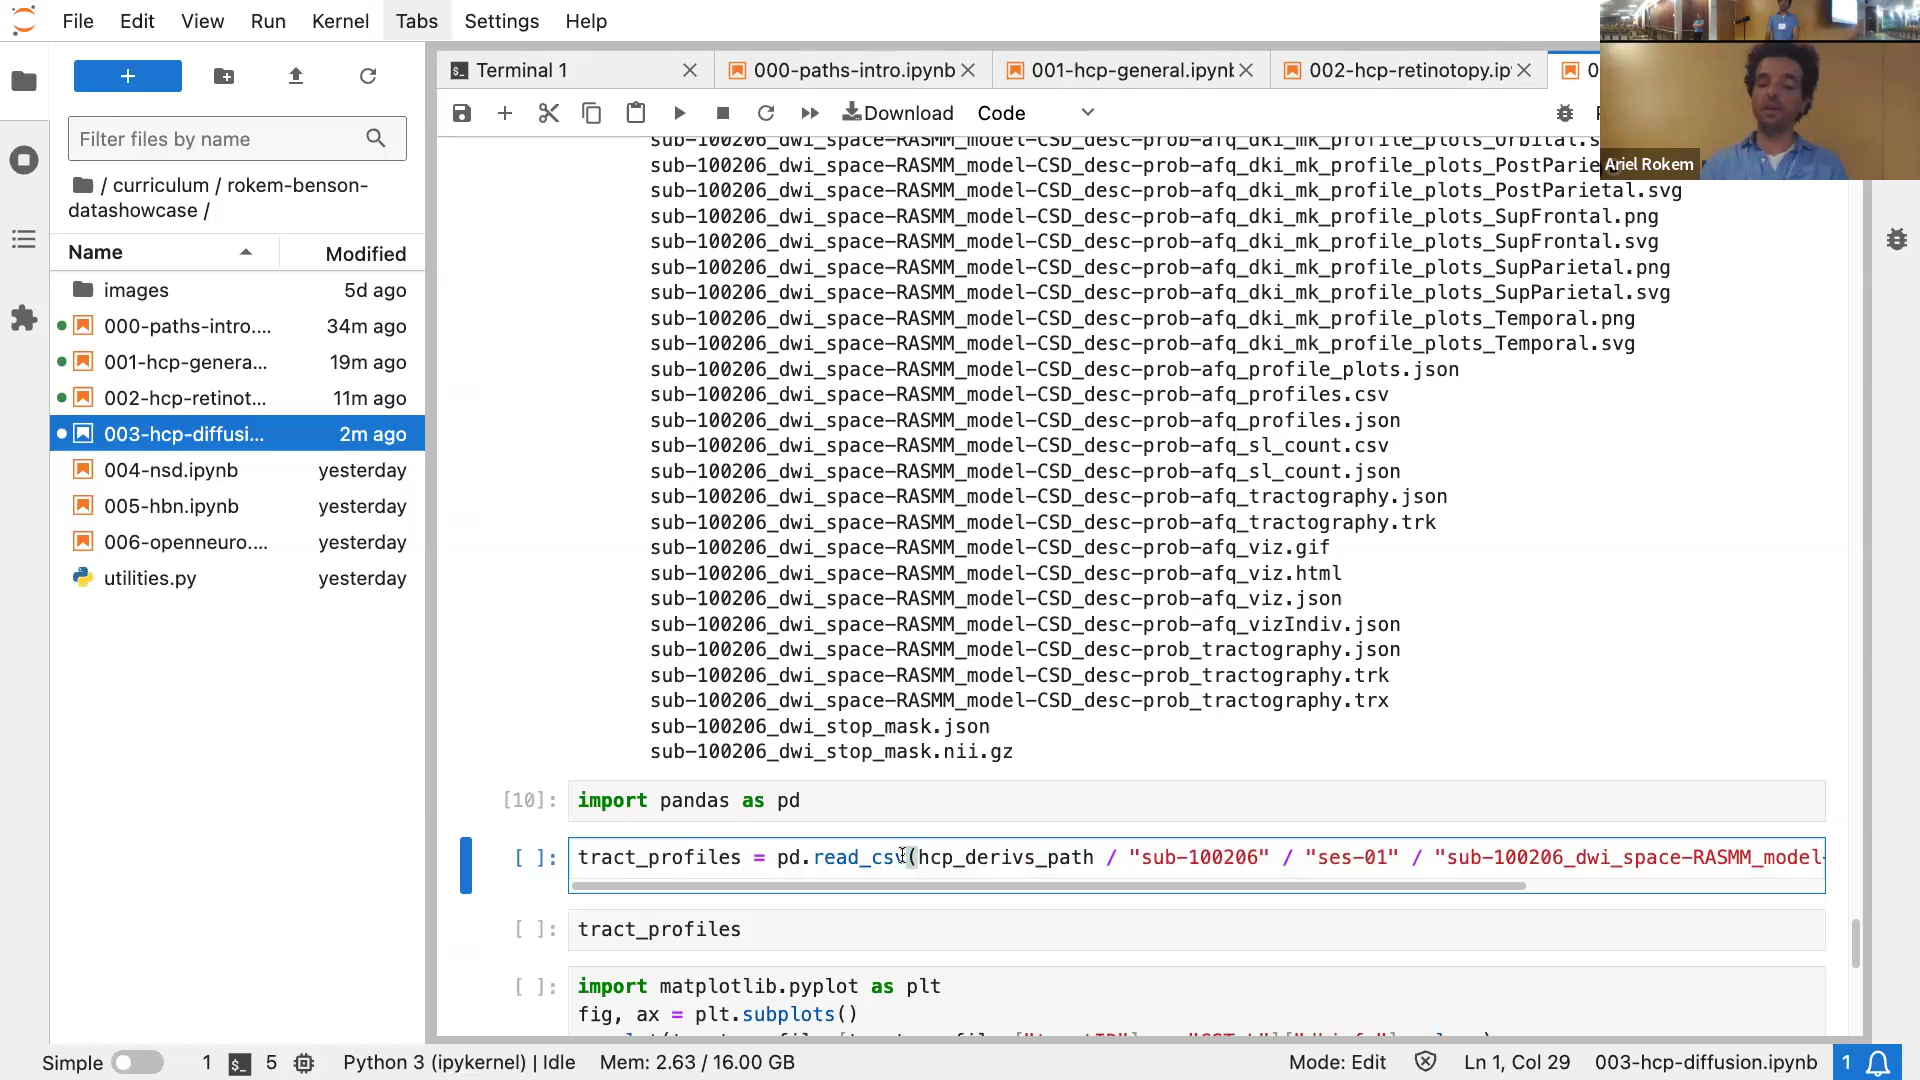 File Edit View Run Kernel Tabs Settings Help
Filter files by name
/ curriculum / rokem-benson-
datashowcase /
Name Modified
images 5d ago
000-paths-intro.... 34m ago
001-hcp-genera... 19m ago
002-hcp-retinot... 11m ago
003-hcp-diffusi... 2m ago
004-nsd.ipynb yesterday
005-hbn.ipynb yesterday
006-openneuro.... yesterday
utilities.py yesterday
Terminal 1 000-paths-intro.ipynb 001-hcp-general.ipynb 002-hcp-retinotopy.ip 0
Download Code
Ariel Rokem
sub-100206_dwi_space-RASMM_model-CSD_desc-prob-afq_dki_mk_profile_plots_Orbital.s
sub-100206_dwi_space-RASMM_model-CSD_desc-prob-afq_dki_mk_profile_plots_PostParie
sub-100206_dwi_space-RASMM_model-CSD_desc-prob-afq_dki_mk_profile_plots_PostParietal.svg
sub-100206_dwi_space-RASMM_model-CSD_desc-prob-afq_dki_mk_profile_plots_SupFrontal.png
sub-100206_dwi_space-RASMM_model-CSD_desc-prob-afq_dki_mk_profile_plots_SupFrontal.svg
sub-100206_dwi_space-RASMM_model-CSD_desc-prob-afq_dki_mk_profile_plots_SupParietal.png
sub-100206_dwi_space-RASMM_model-CSD_desc-prob-afq_dki_mk_profile_plots_SupParietal.svg
sub-100206_dwi_space-RASMM_model-CSD_desc-prob-afq_dki_mk_profile_plots_Temporal.png
sub-100206_dwi_space-RASMM_model-CSD_desc-prob-afq_dki_mk_profile_plots_Temporal.svg
sub-100206_dwi_space-RASMM_model-CSD_desc-prob-afq_profile_plots.json
sub-100206_dwi_space-RASMM_model-CSD_desc-prob-afq_profiles.csv
sub-100206_dwi_space-RASMM_model-CSD_desc-prob-afq_profiles.json
sub-100206_dwi_space-RASMM_model-CSD_desc-prob-afq_sl_count.csv
sub-100206_dwi_space-RASMM_model-CSD_desc-prob-afq_sl_count.json
sub-100206_dwi_space-RASMM_model-CSD_desc-prob-afq_tractography.json
sub-100206_dwi_space-RASMM_model-CSD_desc-prob-afq_tractography.trk
sub-100206_dwi_space-RASMM_model-CSD_desc-prob-afq_viz.gif
sub-100206_dwi_space-RASMM_model-CSD_desc-prob-afq_viz.html
sub-100206_dwi_space-RASMM_model-CSD_desc-prob-afq_viz.json
sub-100206_dwi_space-RASMM_model-CSD_desc-prob-afq_vizIndiv.json
sub-100206_dwi_space-RASMM_model-CSD_desc-prob_tractography.json
sub-100206_dwi_space-RASMM_model-CSD_desc-prob_tractography.trk
sub-100206_dwi_space-RASMM_model-CSD_desc-prob_tractography.trx
sub-100206_dwi_stop_mask.json
sub-100206_dwi_stop_mask.nii.gz
[10]: import pandas as pd
[ ]: tract_profiles = pd.read_csv(hcp_derivs_path / "sub-100206" / "ses-01" / "sub-100206_dwi_space-RASMM_model-
[ ]: tract_profiles
[ ]: import matplotlib.pyplot as plt
fig, ax = plt.subplots()
Simple 1 5 Python 3 (ipykernel) | Idle Mem: 2.63 / 16.00 GB Mode: Edit Ln 1, Col 29 003-hcp-diffusion.ipynb 1